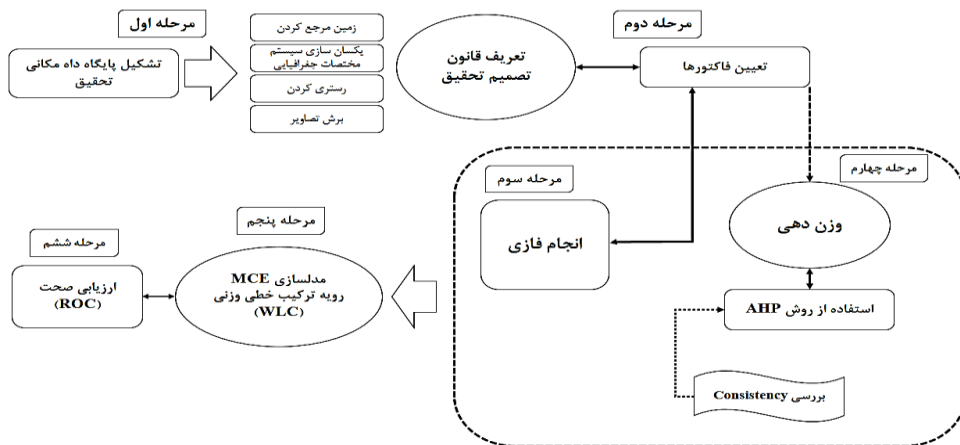 مرحله اول
تشکیل پایگاه داه مکانی
تحقیق
زمین مرجع کردن
یکسان سازی سیستم
مختصات جغرافیایی
رستری کردن
برش تصاویر
تعریف قانون
تصمیم تحقیق
مرحله دوم
تعیین فاکتورها
مرحله سوم
انجام فازی
مرحله چهارم
وزن دهی
استفاده از روش AHP
بررسی Consistency
مرحله پنجم
مدلسازی MCE
رویه ترکیب خطی وزنی
(WLC)
مرحله ششم
ارزیابی صحت
(ROC)